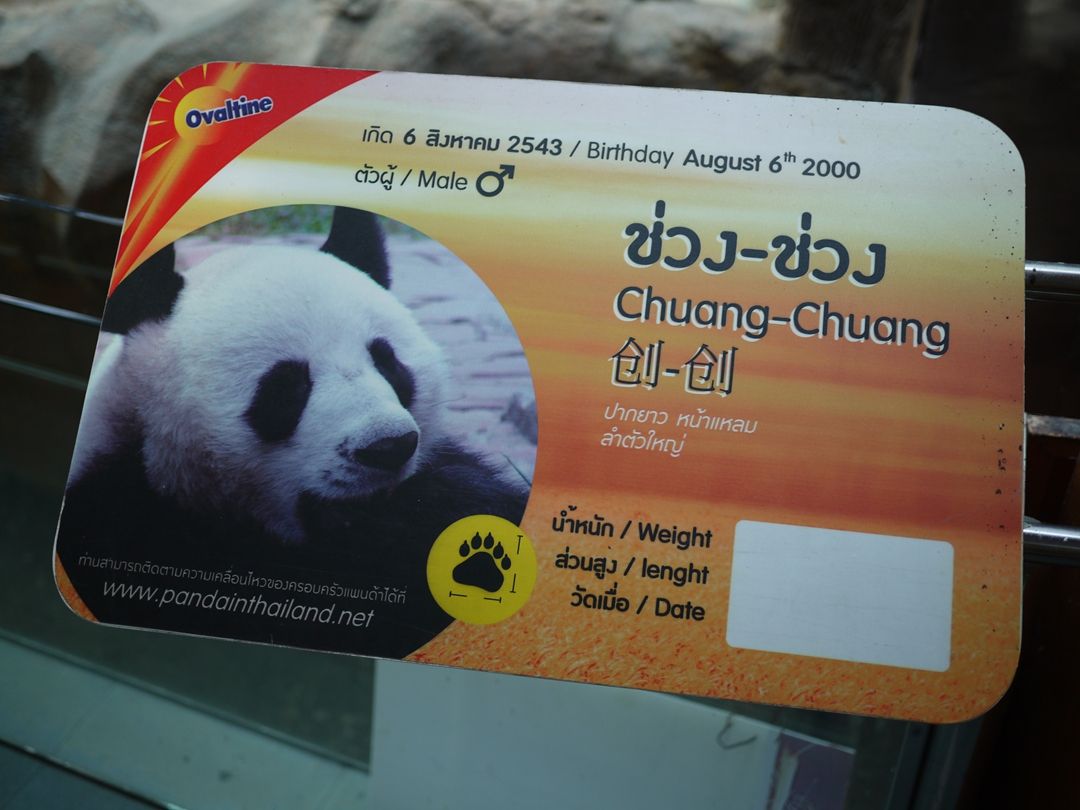 Ovaltine
เกิด 6 สิงหาคม 2543 / Birthday August 6th 2000
ตัวผู้ / Male ♂
ช่วง-ช่วง
Chuang-Chuang
创-创
ปากยาว หน้าแหลม
ลำตัวใหญ่
น้ำหนัก / Weight
ส่วนสูง / lenght
วัดเมื่อ / Date
ท่านสามารถติดตามความเคลื่อนไหวของครอบครัวแพนด้าได้ที่
www.pandainthailand.net